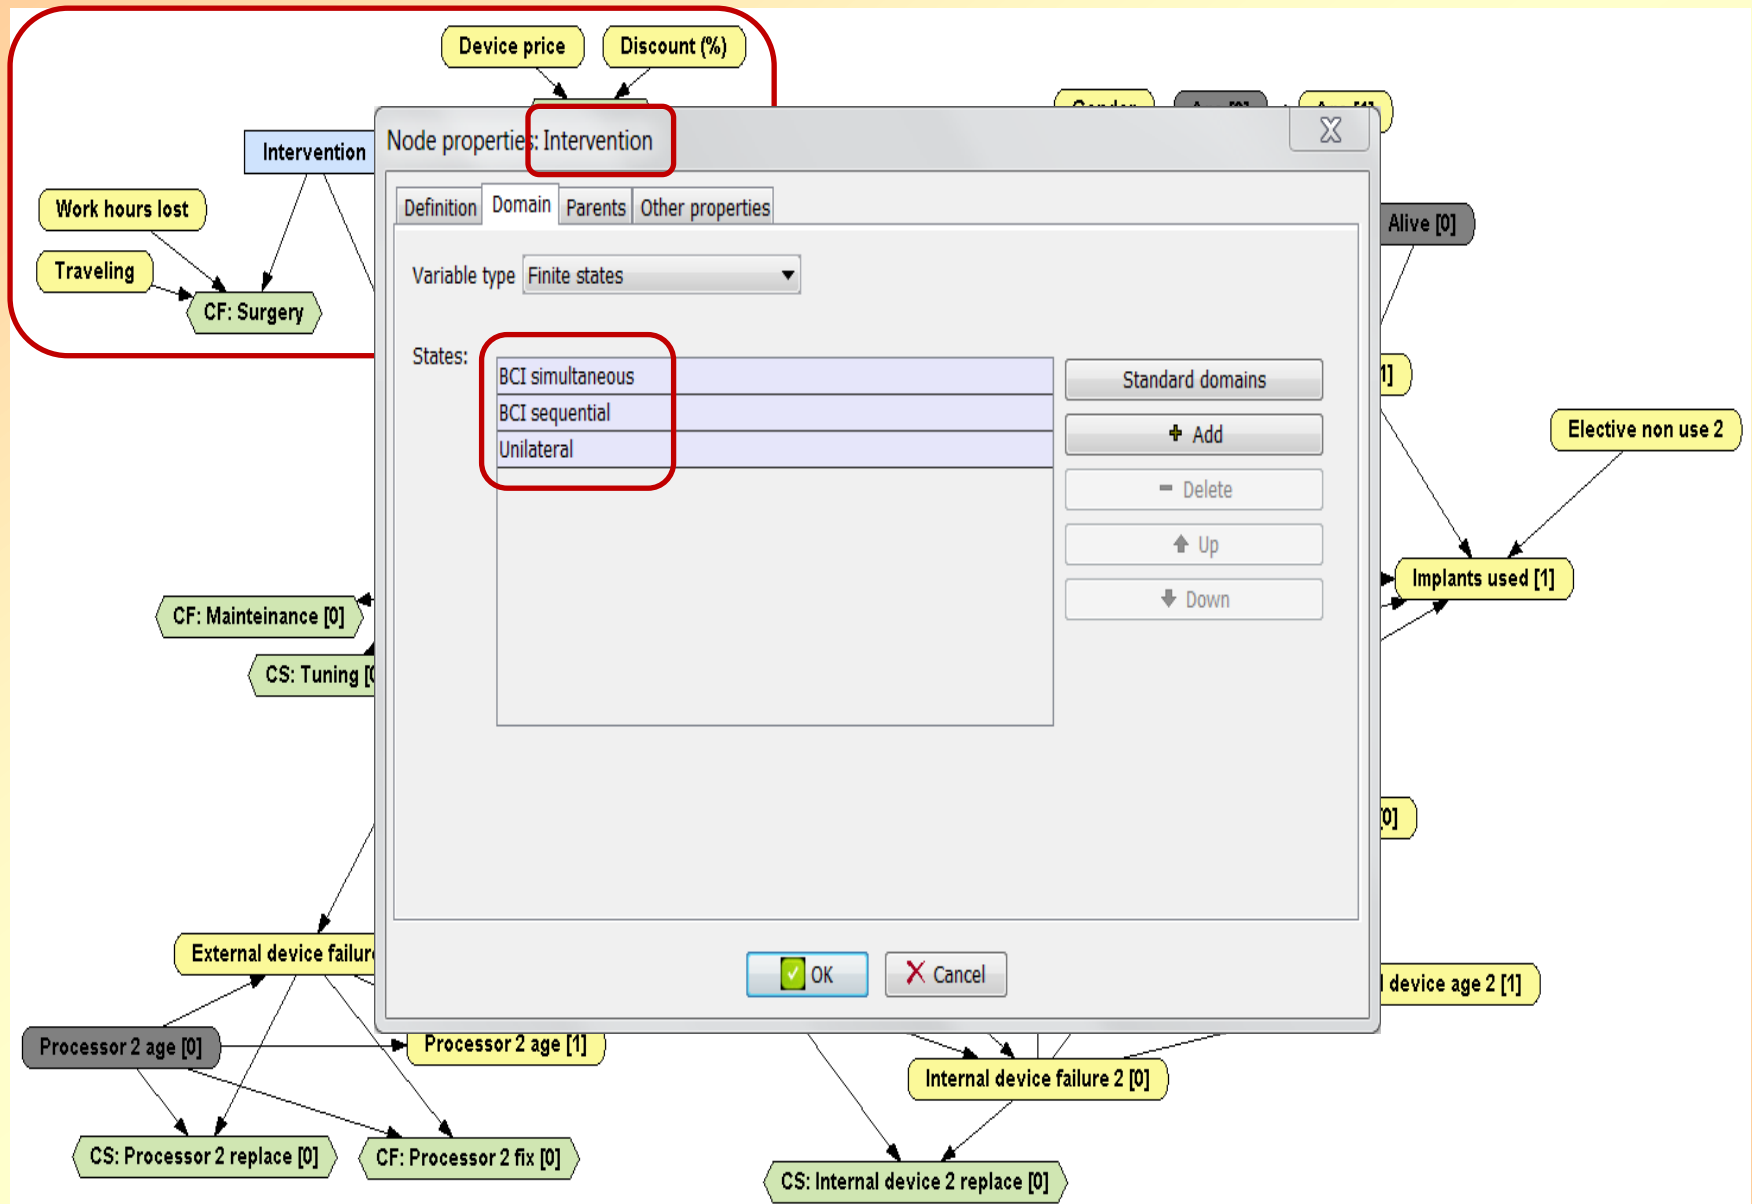 Device price
Discount (%)
Intervention
Work hours lost
Traveling
CF: Surgery
Node properties: Intervention
Definition Domain Parents Other properties
Variable type Finite states
States:
BCI simultaneous
BCI sequential
Unilateral
Standard domains
Add
Delete
Up
Down
OK
Cancel
Alive [0]
1]
Elective non use 2
Implants used [1]
CF: Mainteinance [0]
CS: Tuning [0
[0]
External device failure
device age 2 [1]
Processor 2 age [0]
Processor 2 age [1]
Internal device failure 2 [0]
CS: Processor 2 replace [0]
CF: Processor 2 fix [0]
CS: Internal device 2 replace [0]